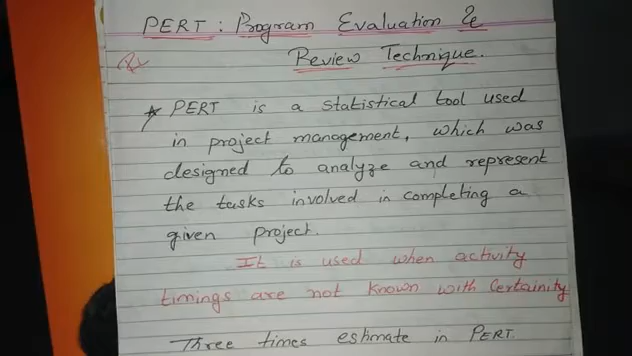 PERT : Program Evaluation &
Review Technique.
* PERT is a statistical tool used
in project management, which was
designed to analyze and represent
the tasks involved in completing a
given project.
It is used when activity
timings are not known with Certainity
Three times estimate in PERT.